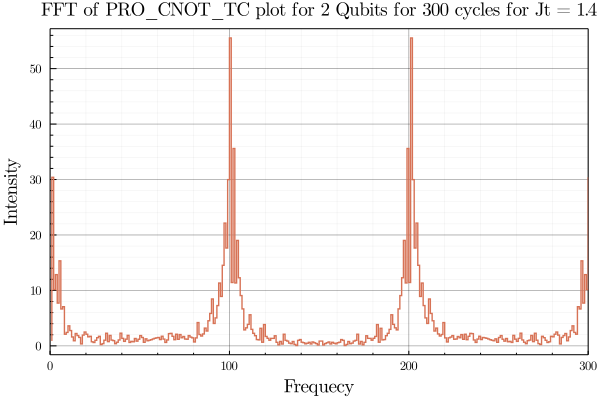 FFT of PRO_CNOT_TC plot for 2 Qubits for 300 cycles for Jt = 1.4
Intensity
50
40
30
20
10
0
0 100 200 300
Frequecy